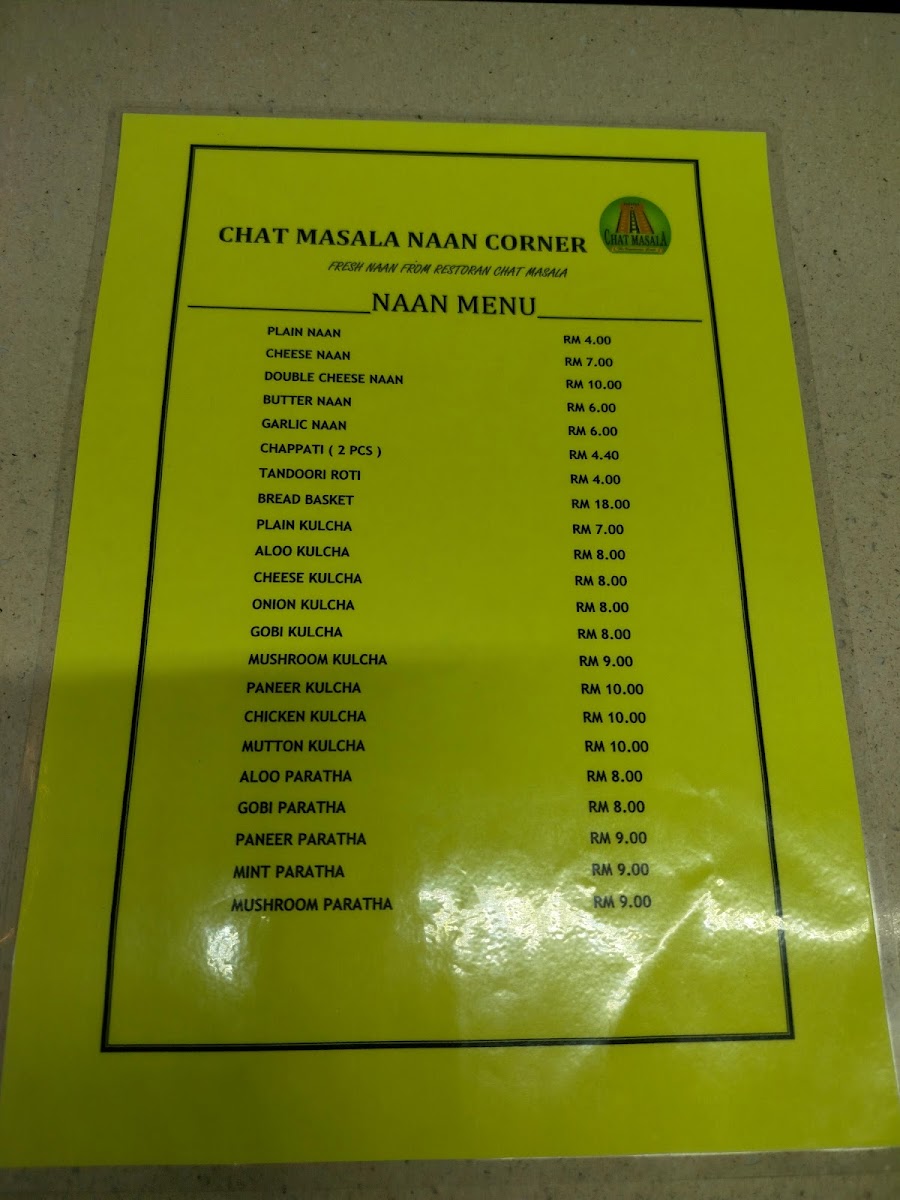 CHAT MASALA NAAN CORNER
CHAT MASALA
FRESH NAAN FROM RESTORAN CHAT MASALA
NAAN MENU
PLAIN NAAN RM 4.00
CHEESE NAAN RM 7.00
DOUBLE CHEESE NAAN RM 10.00
BUTTER NAAN RM 6.00
GARLIC NAAN RM 6.00
CHAPPATI ( 2 PCS ) RM 4.40
TANDOORI ROTI RM 4.00
BREAD BASKET RM 18.00
PLAIN KULCHA RM 7.00
ALOO KULCHA RM 8.00
CHEESE KULCHA RM 8.00
ONION KULCHA RM 8.00
GOBI KULCHA RM 8.00
MUSHROOM KULCHA RM 9.00
PANEER KULCHA RM 10.00
CHICKEN KULCHA RM 10.00
MUTTON KULCHA RM 10.00
ALOO PARATHA RM 8.00
GOBI PARATHA RM 8.00
PANEER PARATHA RM 9.00
MINT PARATHA RM 9.00
MUSHROOM PARATHA RM 9.00